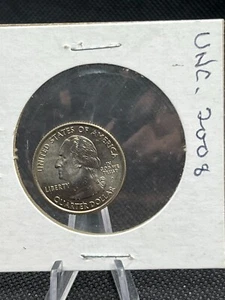 UNITED STATES OF AMERICA
LIBERTY
IN GOD WE TRUST
QUARTER DOLLAR
UNC. 2008